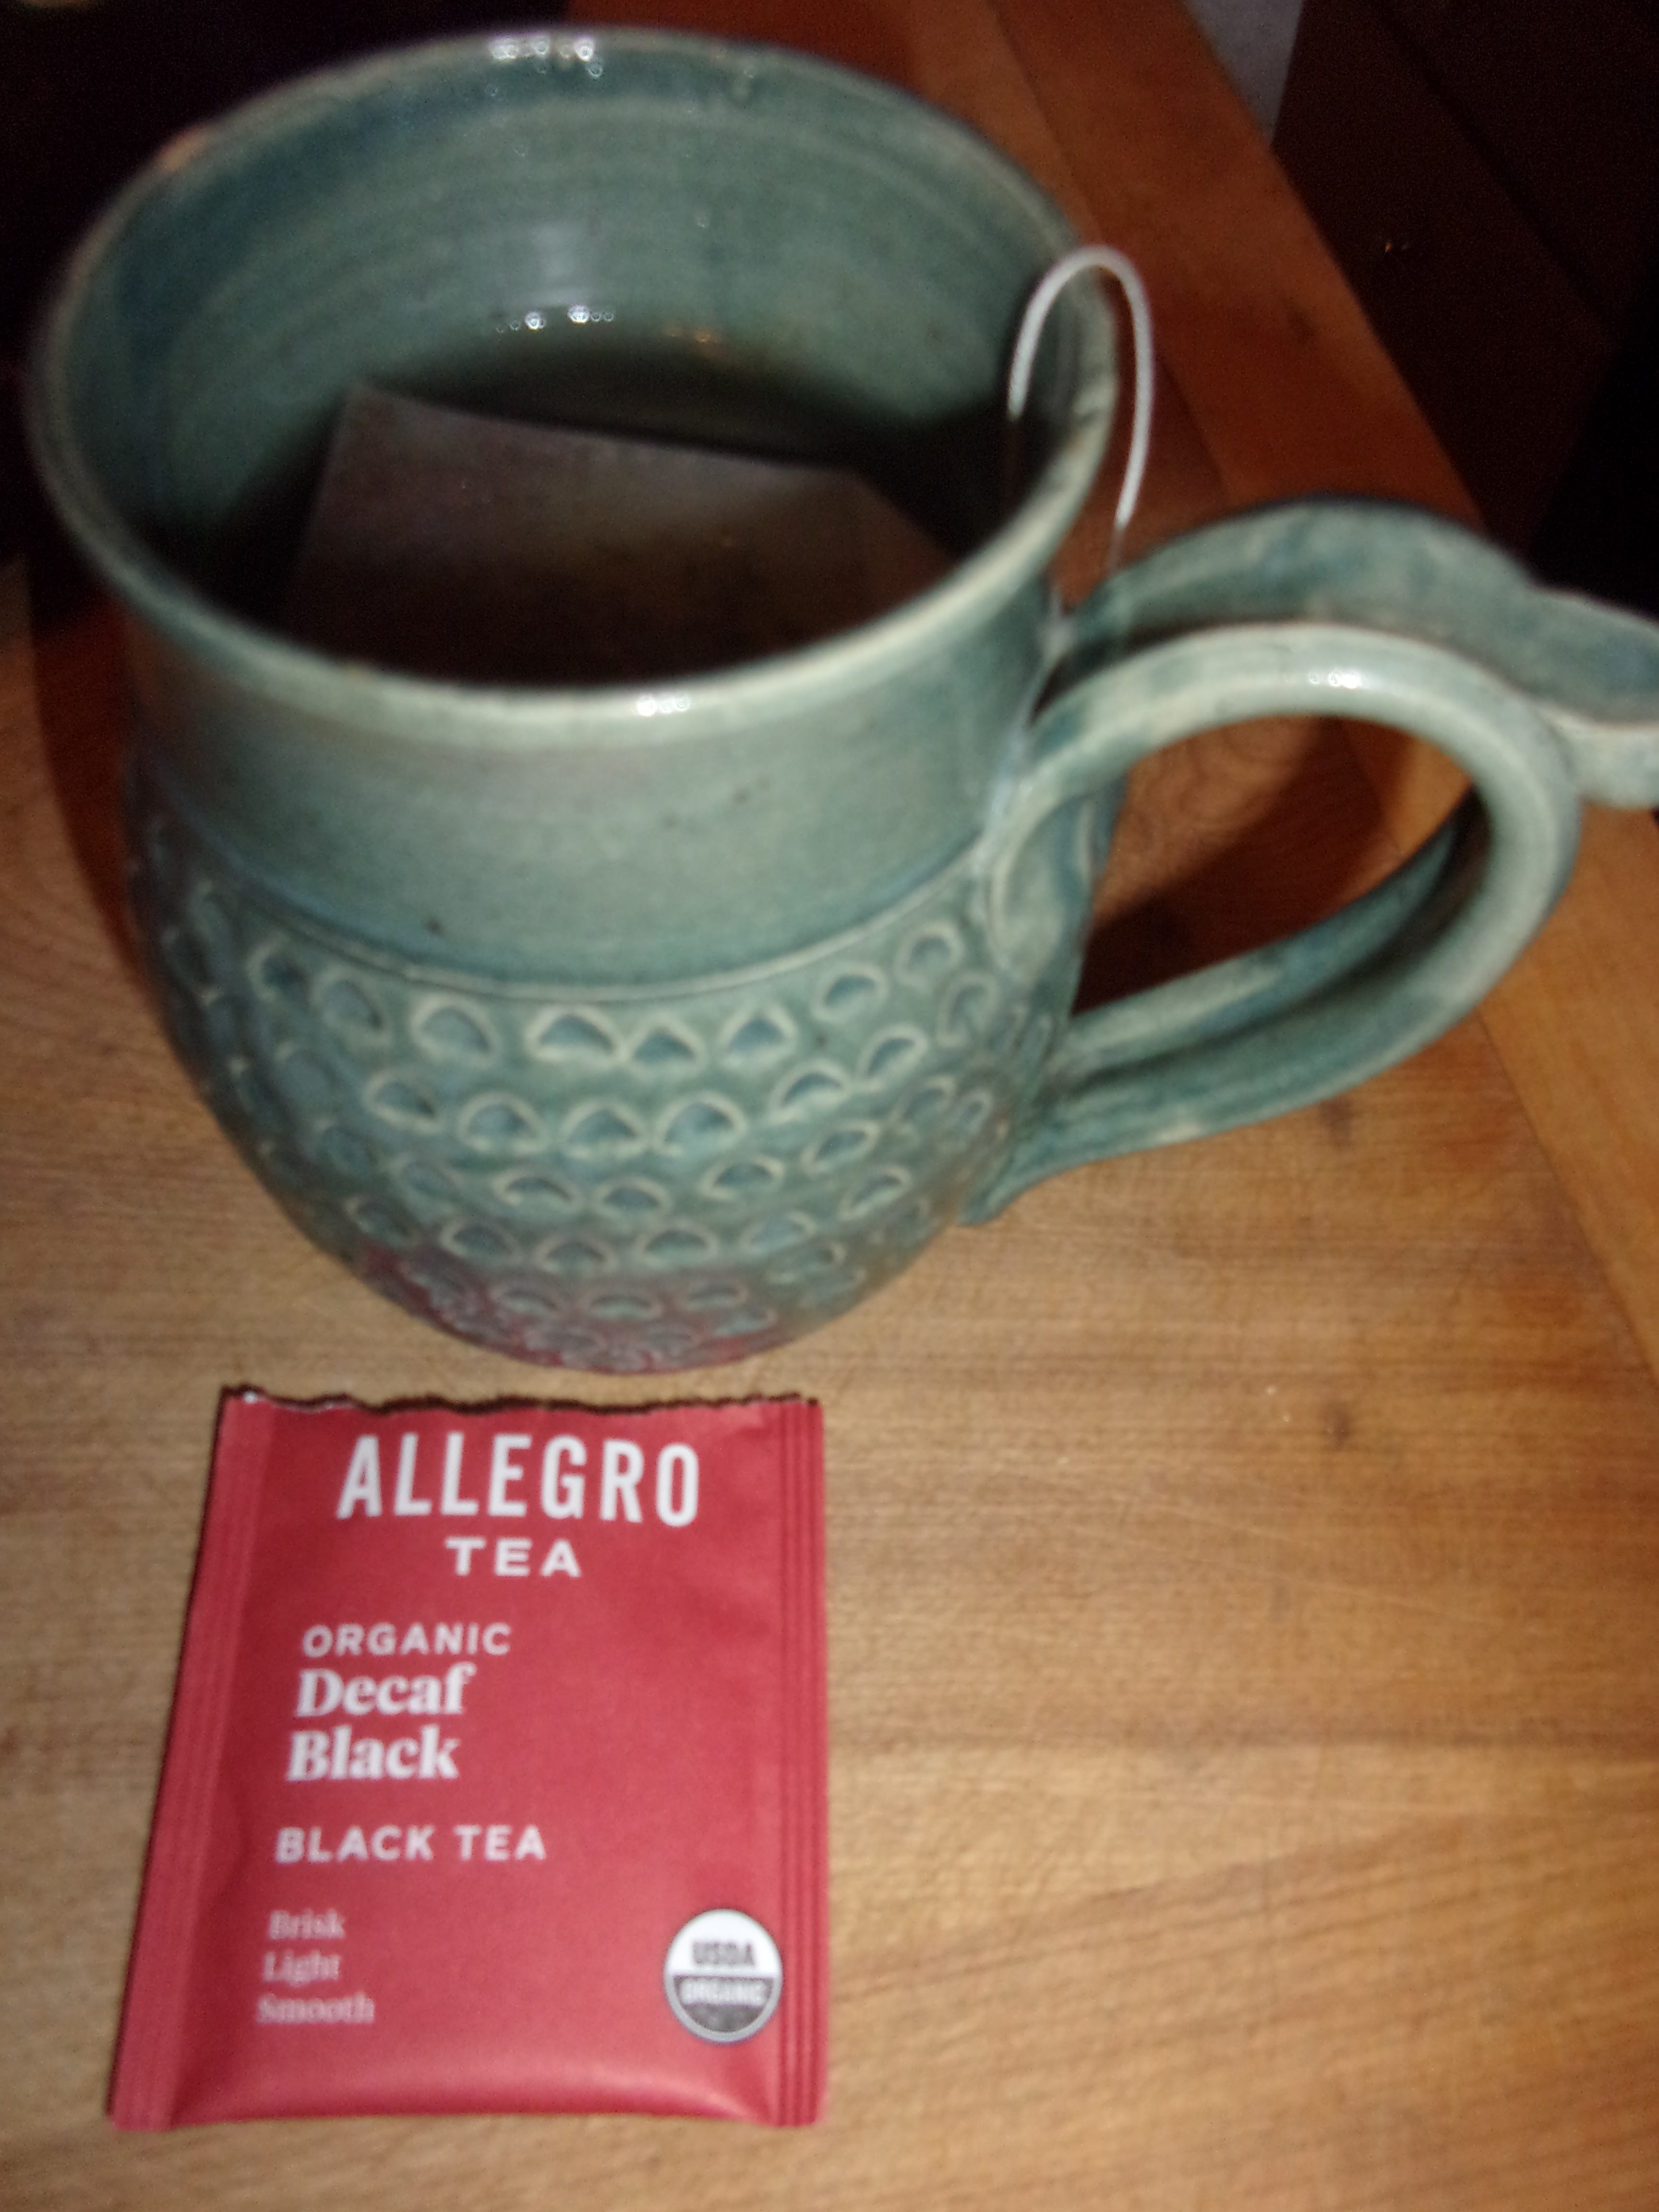 ALLEGRO
TEA
ORGANIC
Decaf
Black
BLACK TEA
Brisk
Light
Smooth
USDA
ORGANIC